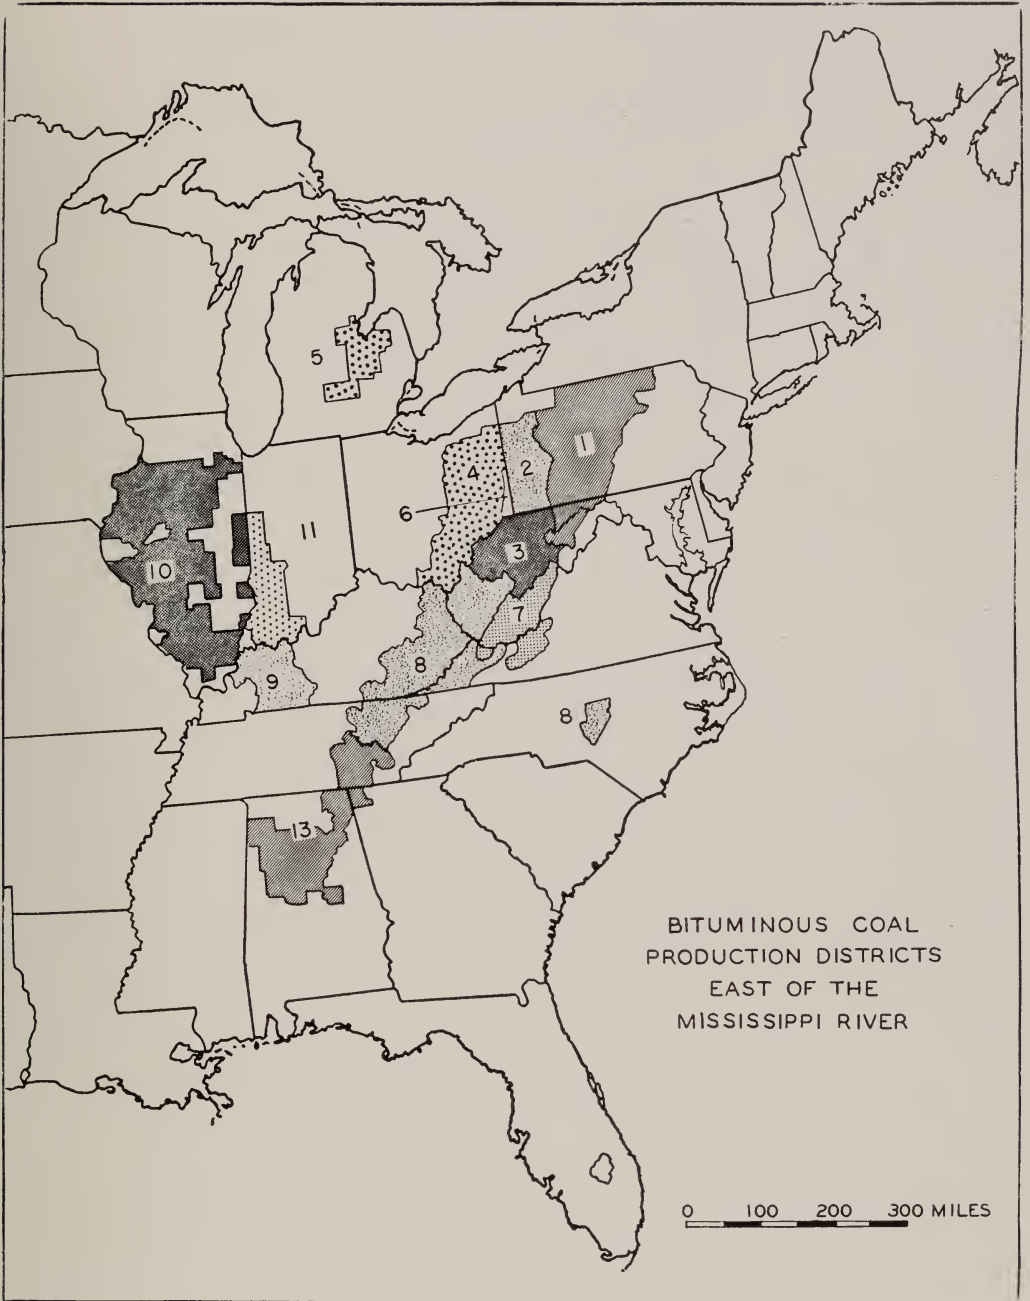 5
1
4
2
6
11
3
10
7
8
9
8
13
BITUMINOUS COAL
PRODUCTION DISTRICTS
EAST OF THE
MISSISSIPPI RIVER
0 100 200 300 MILES